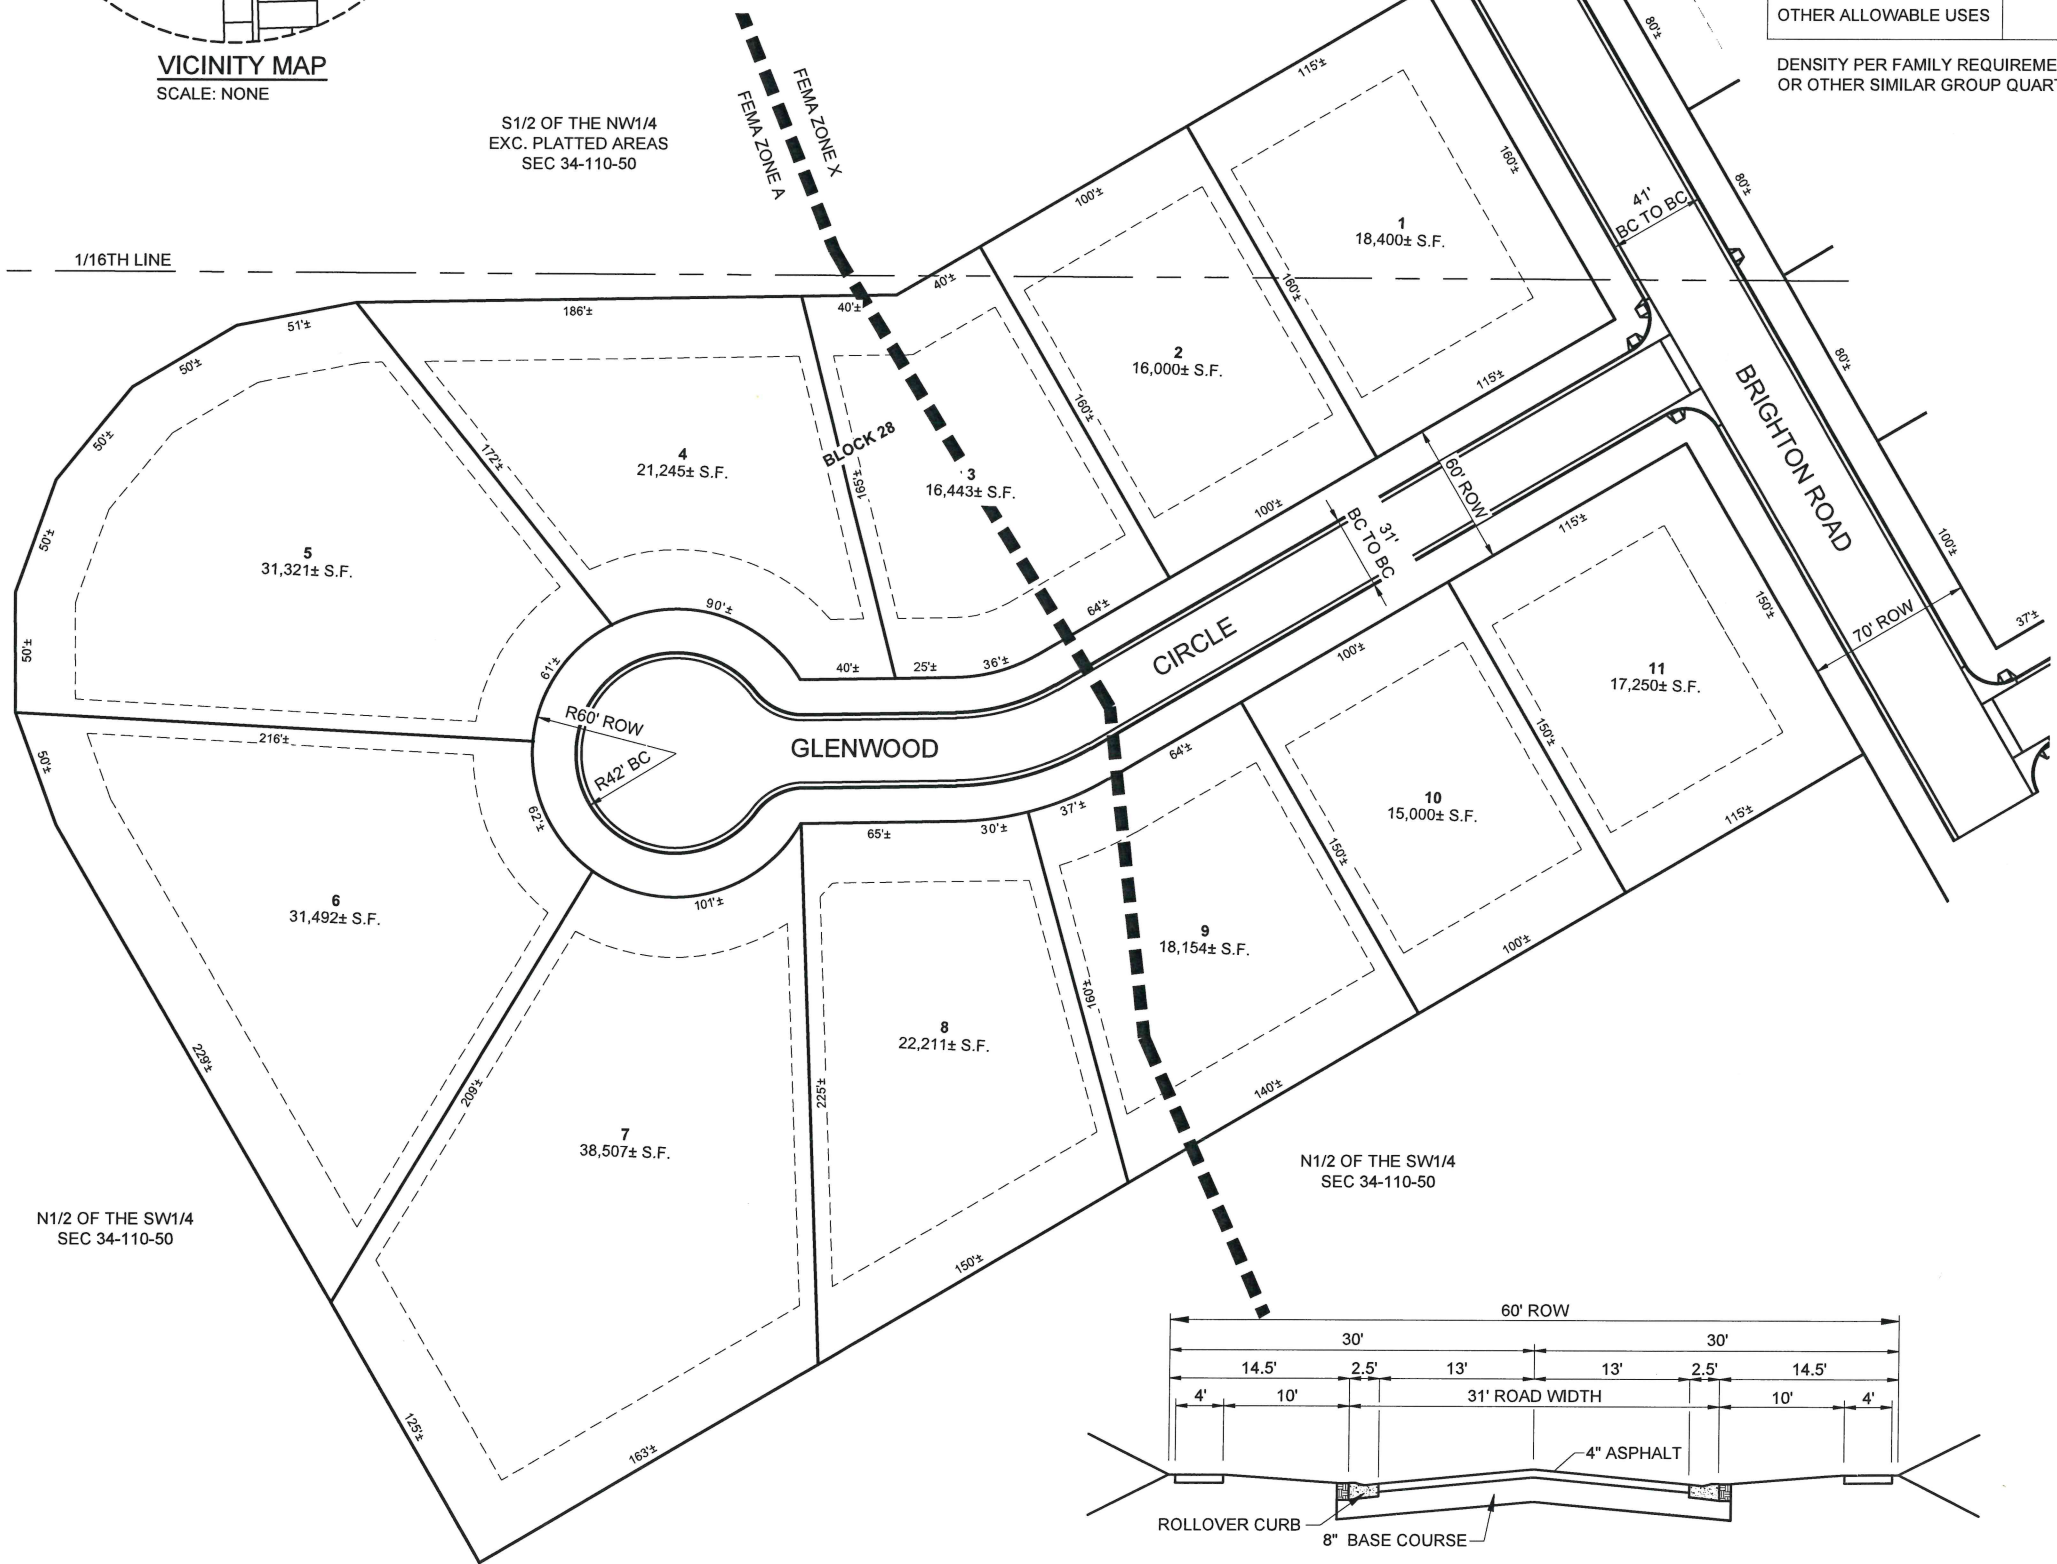 OTHER ALLOWABLE USES
DENSITY PER FAMILY REQUIREME
OR OTHER SIMILAR GROUP QUAR
VICINITY MAP
SCALE: NONE
FEMA ZONE X
FEMA ZONE A
S1/2 OF THE NW1/4
EXC. PLATTED AREAS
SEC 34-110-50
1/16TH LINE
80'±
115'±
160'±
80'±
41'
BC TO BC
100'±
1
18,400± S.F.
160'±
40'±
40'±
186'±
51'±
50'±
50'±
50'±
50'±
2
16,000± S.F.
160'±
115'±
80'±
BRIGHTON ROAD
BLOCK 28
172'±
4
21,245± S.F.
165'±
3
16,443± S.F.
5
31,321± S.F.
60' ROW
100'±
31'
BC TO BC
115'±
100'±
150'±
70' ROW
37'±
90'±
61'±
40'±
25'±
36'±
64'±
CIRCLE
100'±
11
17,250± S.F.
R60' ROW
R42' BC
GLENWOOD
216'±
50'±
62'±
65'±
30'±
37'±
64'±
150'±
115'±
10
15,000± S.F.
150'±
100'±
6
31,492± S.F.
101'±
9
18,154± S.F.
160'±
8
22,211± S.F.
225'±
229'±
209'±
7
38,507± S.F.
140'±
150'±
N1/2 OF THE SW1/4
SEC 34-110-50
N1/2 OF THE SW1/4
SEC 34-110-50
125'±
163'±
60' ROW
30'
30'
14.5'
2.5'
13'
13'
2.5'
14.5'
4'
10'
31' ROAD WIDTH
10'
4'
4" ASPHALT
ROLLOVER CURB
8" BASE COURSE